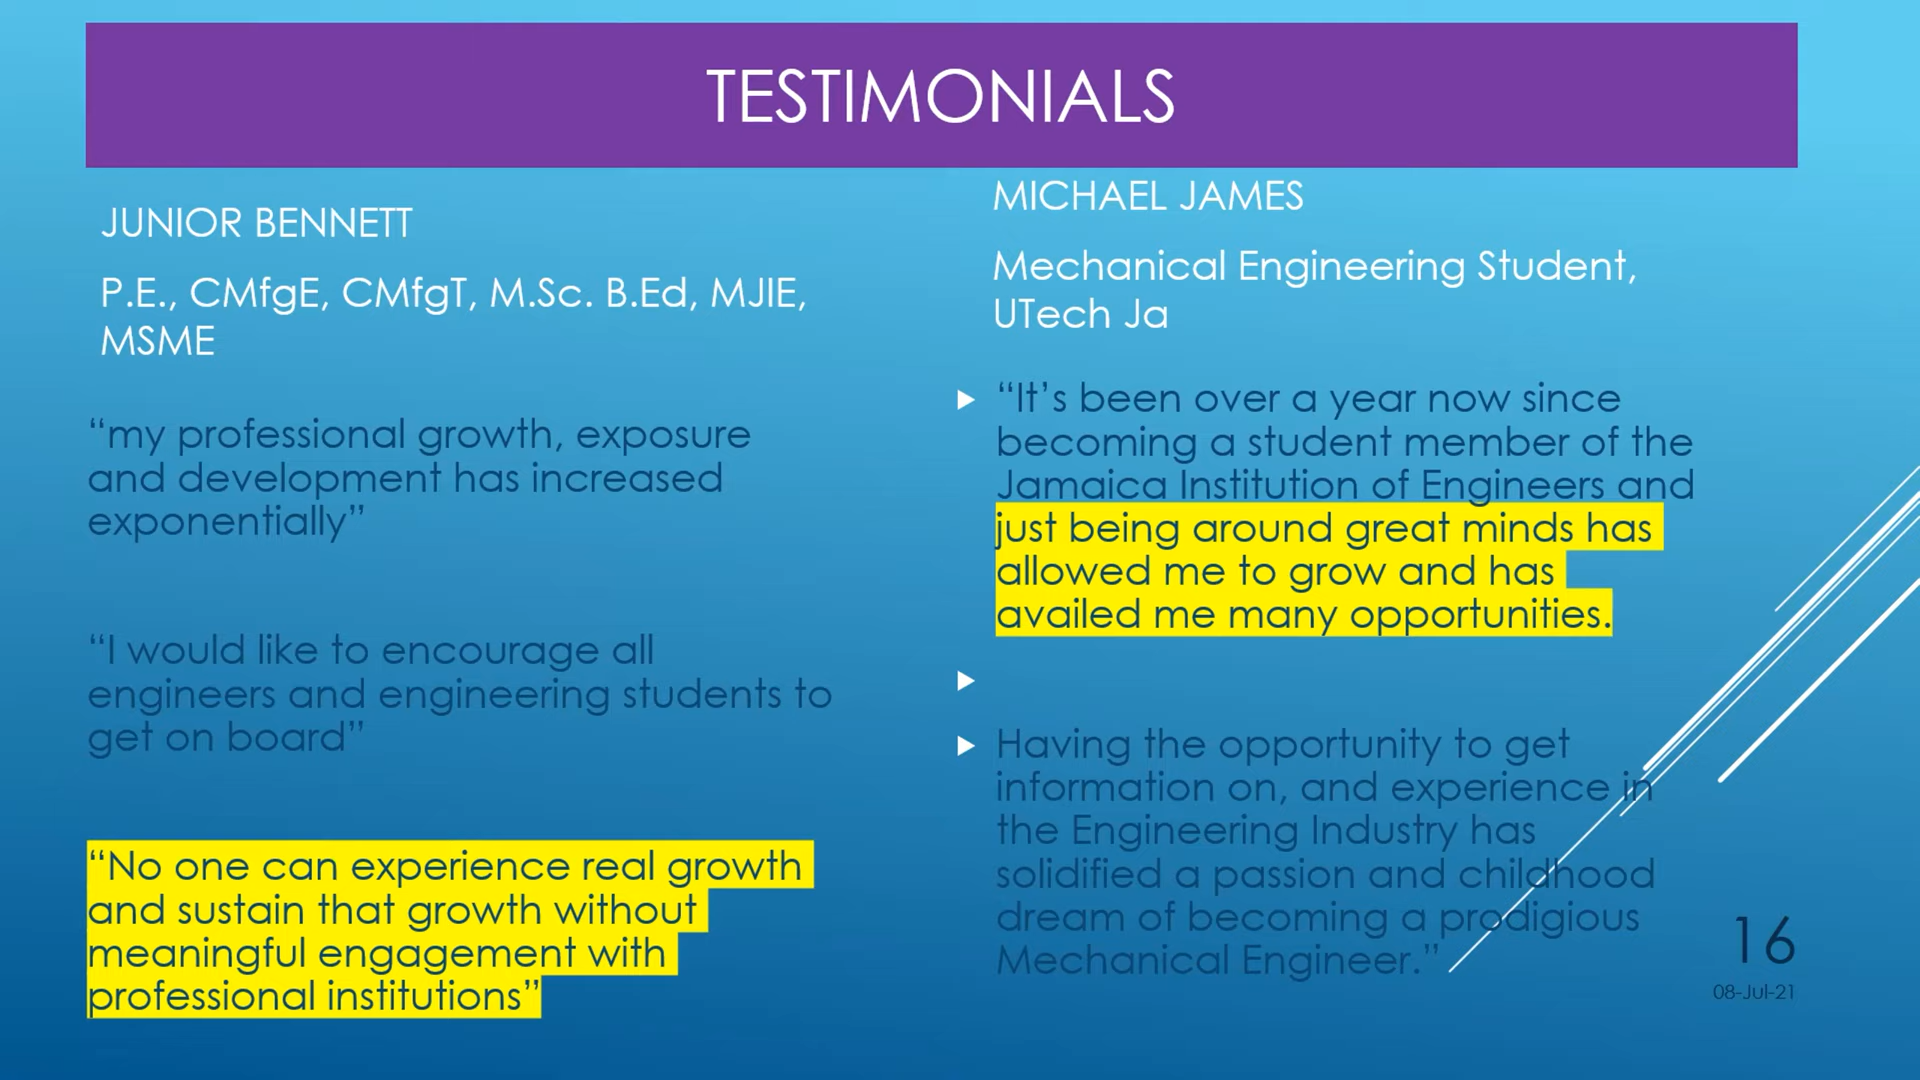 TESTIMONIALS
JUNIOR BENNETT
P.E., CMfgE, CMfgT, M.Sc. B.Ed, MJIE,
MSME
“my professional growth, exposure
and development has increased
exponentially”
“I would like to encourage all
engineers and engineering students to
get on board”
“No one can experience real growth
and sustain that growth without
meaningful engagement with
professional institutions”
MICHAEL JAMES
Mechanical Engineering Student,
UTech Ja
“It’s been over a year now since
becoming a student member of the
Jamaica Institution of Engineers and
just being around great minds has
allowed me to grow and has
availed me many opportunities.
Having the opportunity to get
information on, and experience in
the Engineering Industry has
solidified a passion and childhood
dream of becoming a prodigious
Mechanical Engineer.”
16
08-Jul-21